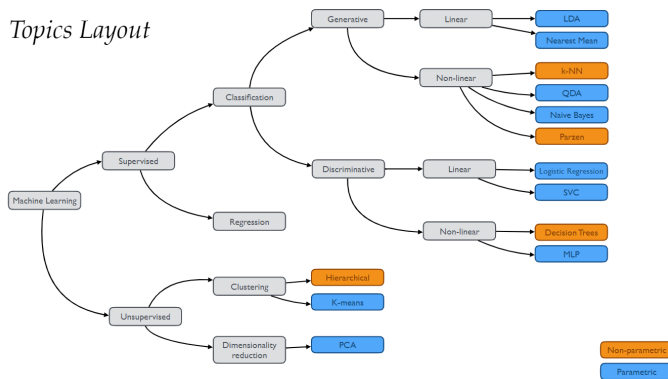 Topics Layout
Generative
Linear
LDA
Nearest Mean
Non-linear
k-NN
QDA
Naive Bayes
Parzen
Classification
Supervised
Discriminative
Linear
Logistic Regression
SVC
Machine Learning
Regression
Non-linear
Decision Trees
MLP
Unsupervised
Clustering
Hierarchical
K-means
Dimensionality
reduction
PCA
Non-parametric
Parametric